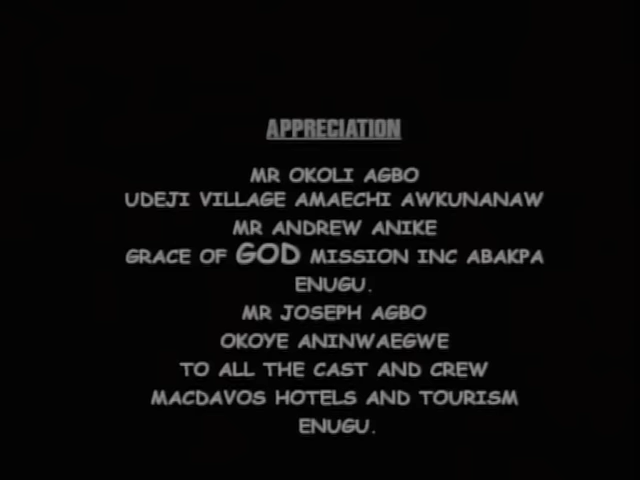 APPRECIATION
MR OKOLI AGBO
UDEJI VILLAGE AMAECHI AWKUNANAW
MR ANDREW ANIKE
GRACE OF GOD MISSION INC ABAKPA
ENUGU.
MR JOSEPH AGBO
OKOYE ANINWAEGWE
TO ALL THE CAST AND CREW
MACDAVOS HOTELS AND TOURISM
ENUGU.